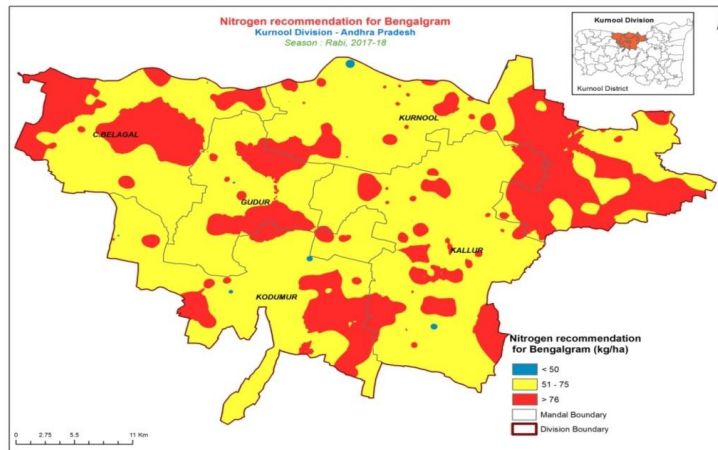 Nitrogen recommendation for Bengalgram
Kurnool Division - Andhra Pradesh
Season : Rabi, 2017-18
Kurnool Division
Kurnool District
C.BELAGAL
KURNOOL
GUDUR
KALLUR
KODUMUR
Nitrogen recommendation
for Bengalgram (kg/ha)
< 50
51 - 75
> 76
Mandal Boundary
Division Boundary
0 2.75 5.5 11 Km